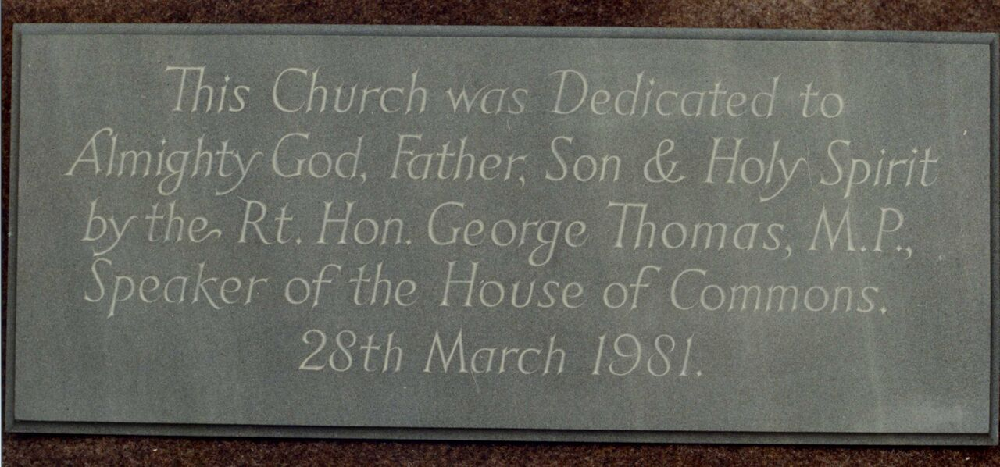 This Church was Dedicated to
Almighty God, Father, Son & Holy Spirit
by the Rt. Hon. George Thomas, M.P.,
Speaker of the House of Commons.
28th March 1981.